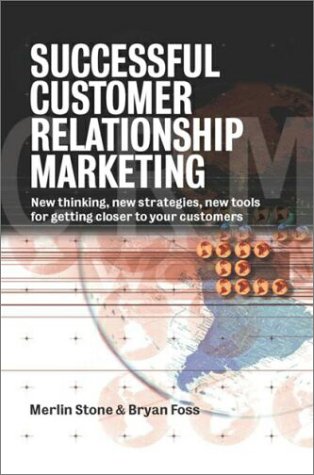 SUCCESSFUL
CUSTOMER
RELATIONSHIP
MARKETING
New thinking, new strategies, new tools
for getting closer to your customers
CRM
Merlin Stone & Bryan Foss